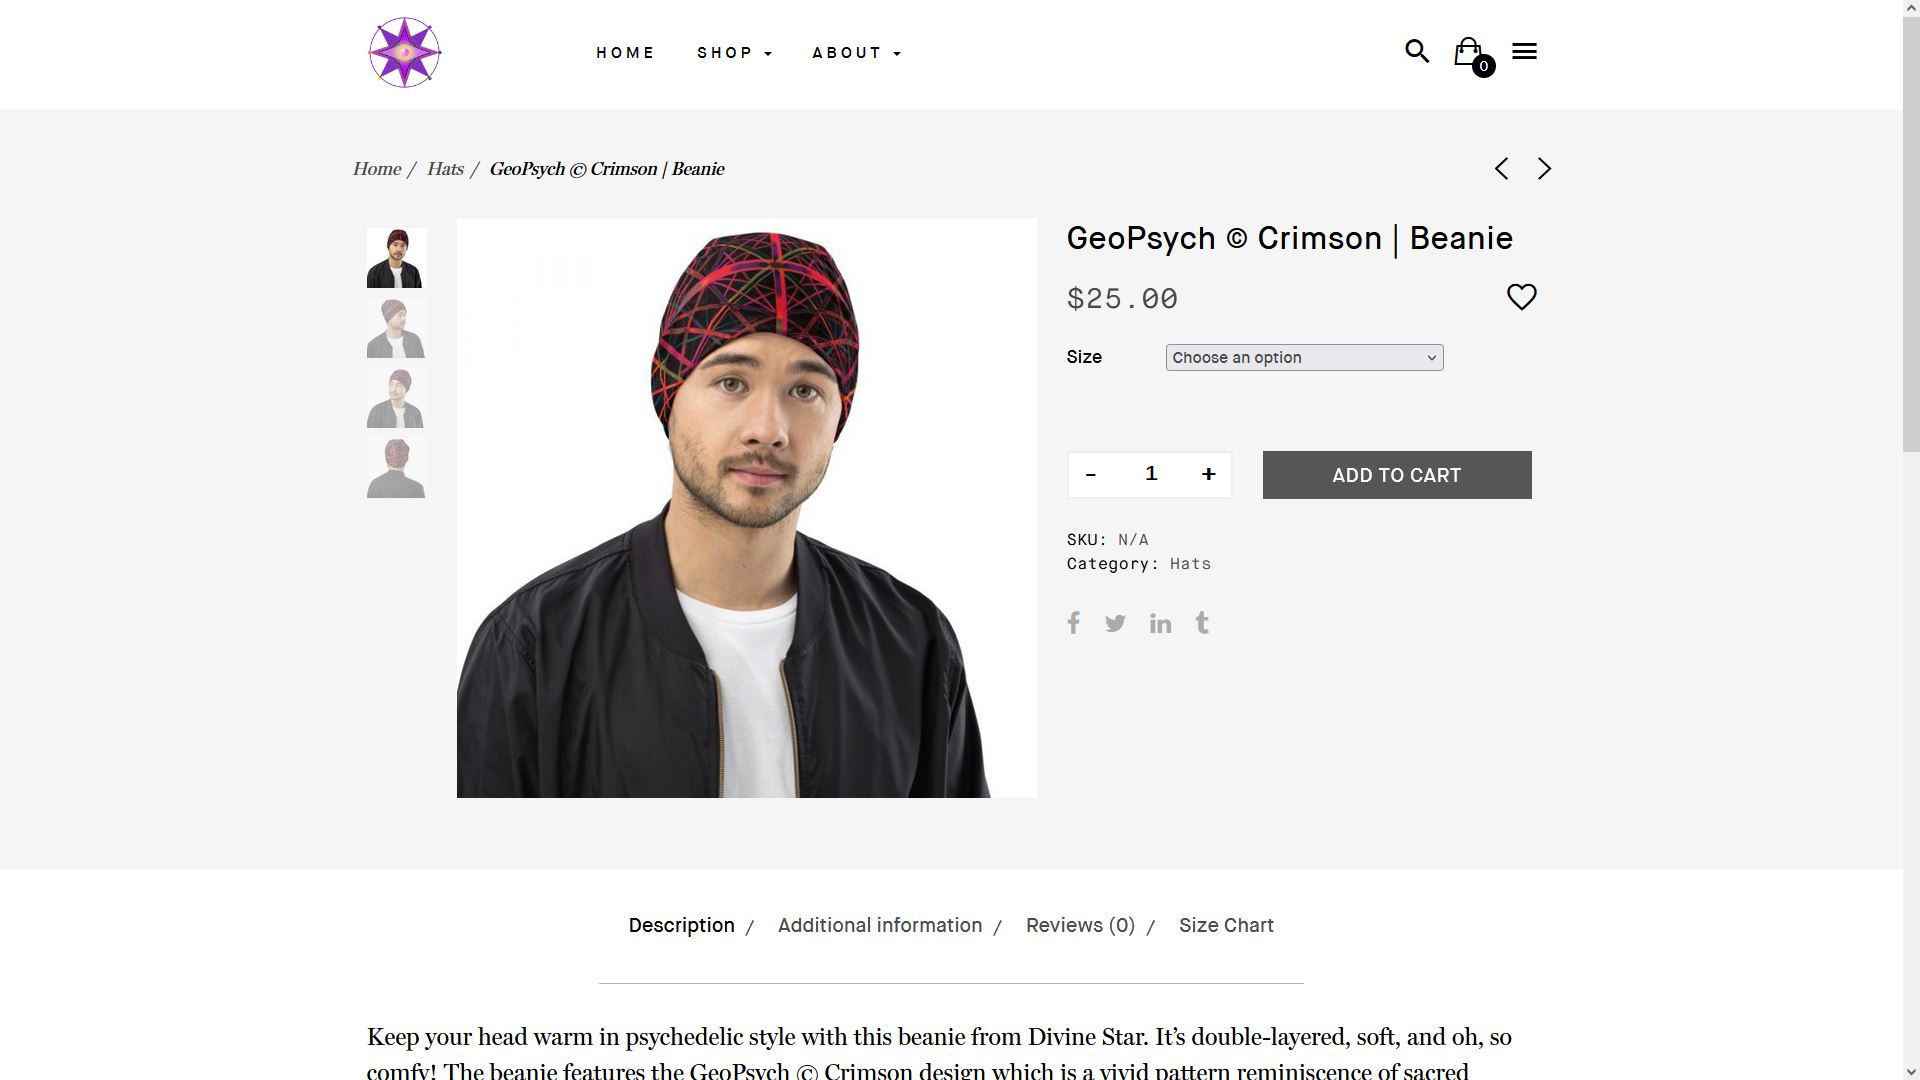 HOME SHOP ABOUT
0
Home / Hats / GeoPsych © Crimson | Beanie
GeoPsych © Crimson | Beanie
$25.00
Size Choose an option
- 1 + ADD TO CART
SKU: N/A
Category: Hats
Description / Additional information / Reviews (0) / Size Chart
Keep your head warm in psychedelic style with this beanie from Divine Star. It’s double-layered, soft, and oh, so
comfy! The beanie features the GeoPsych © Crimson design which is a vivid pattern reminiscence of sacred